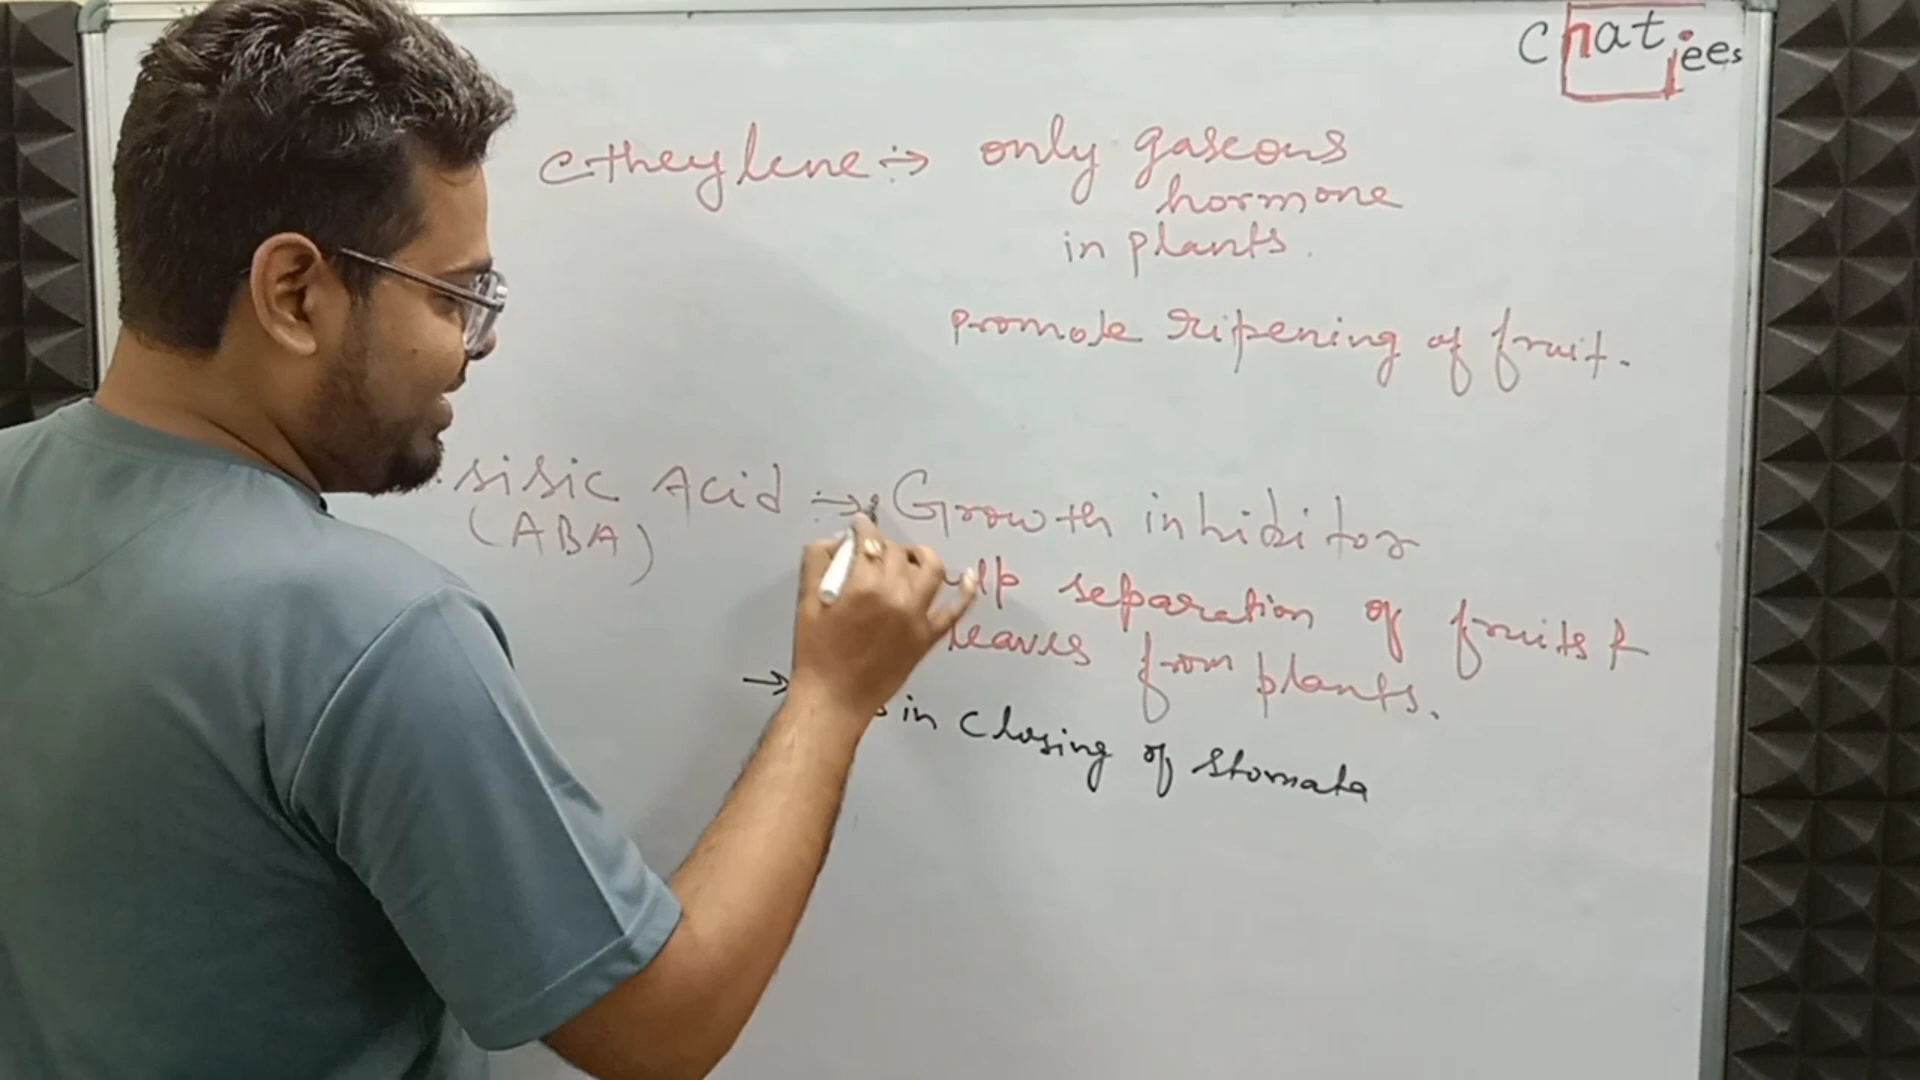 Chatjees
etheylene :→ only gaseous
hormone
in plants.
Promote ripening of fruit.
sisic Acid :→ Growth inhibitor
(ABA)
separation of fruits &
leaves from plants.
→ in closing of stomata